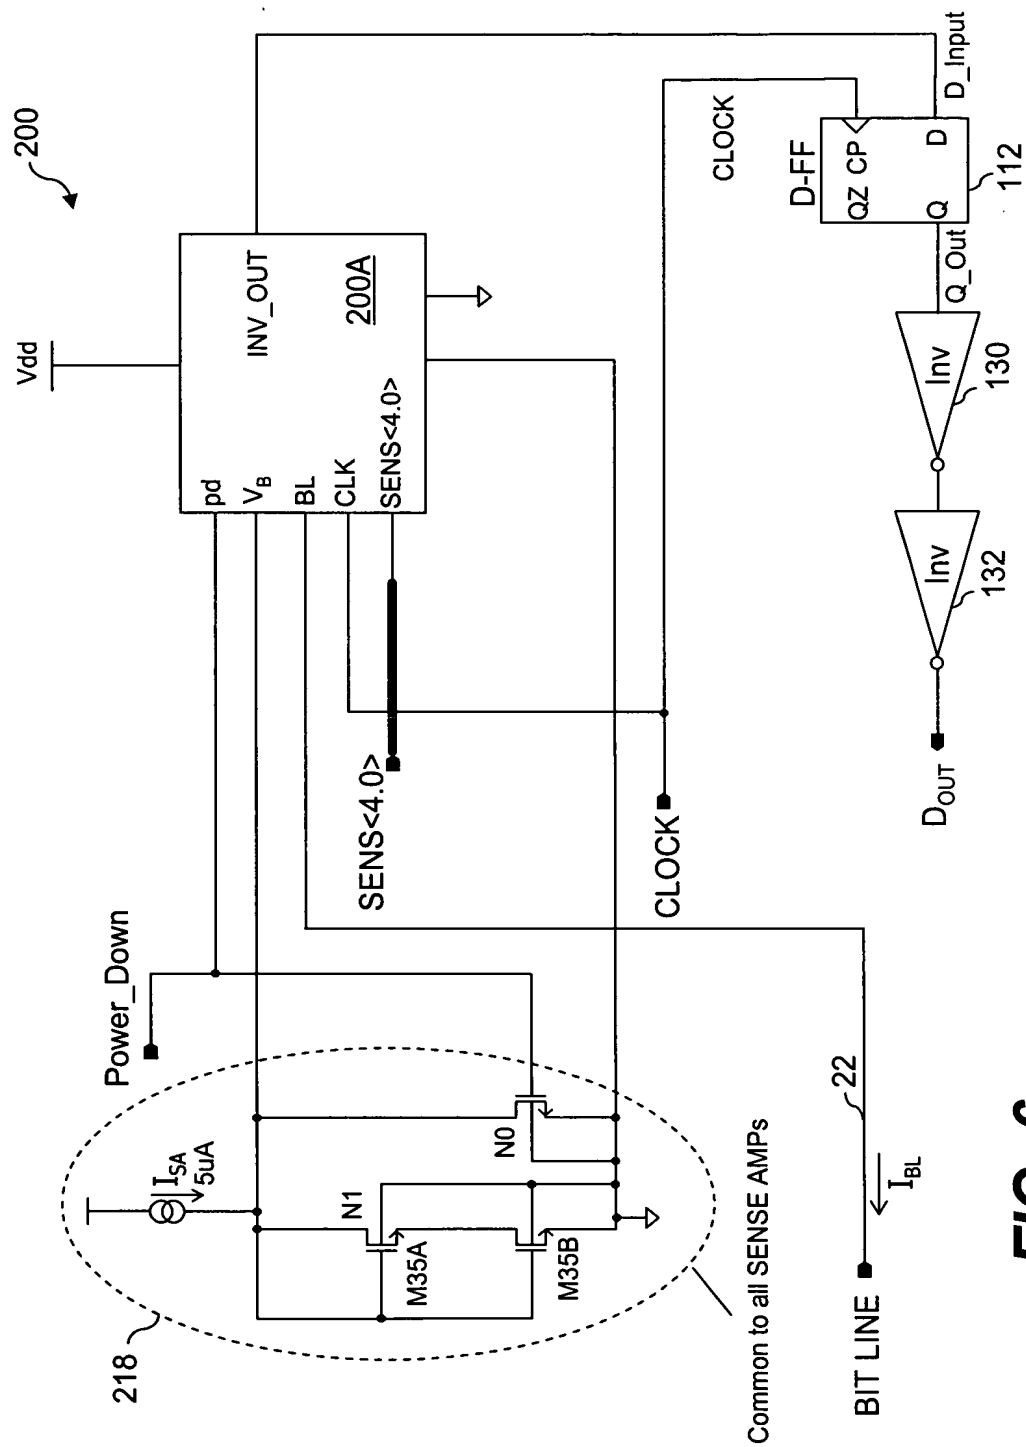 200
Vdd
pd
V_B
BL
CLK
SENS<4.0>
INV_OUT
200A
SENS<4.0>
CLOCK
CLOCK
D-FF
QZ CP
Q D
D_Input
112
Q_Out
Inv
130
Inv
132
D_OUT
Power_Down
I_SA
5uA
N1
N0
M35A
M35B
218
Common to all SENSE AMPs
22
I_BL
BIT LINE